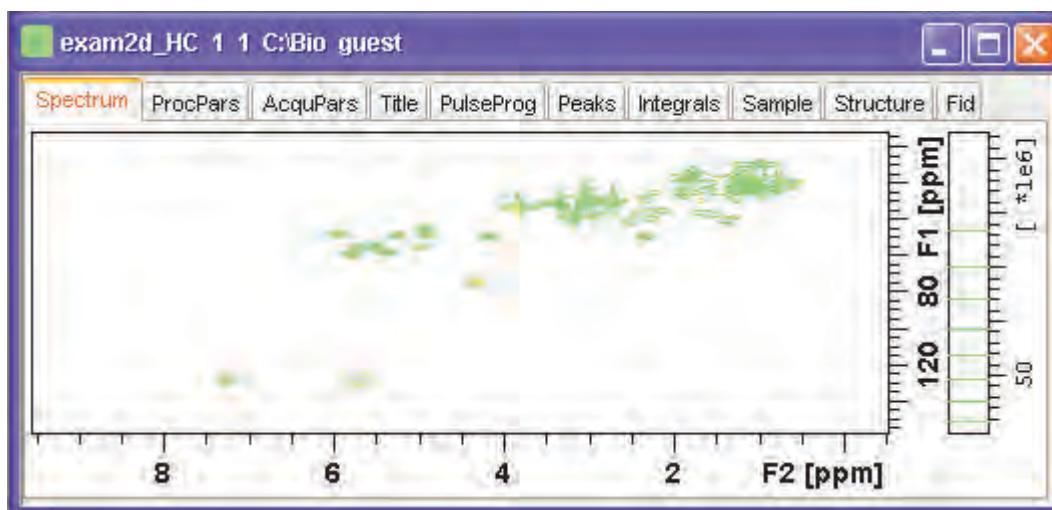 exam2d_HC 1 1 C:\Bio guest
Spectrum ProcPars AcquPars Title PulseProg Peaks Integrals Sample Structure Fid
F1 [ppm]
80
120
[ *1e6]
50
8 6 4 2 F2 [ppm]